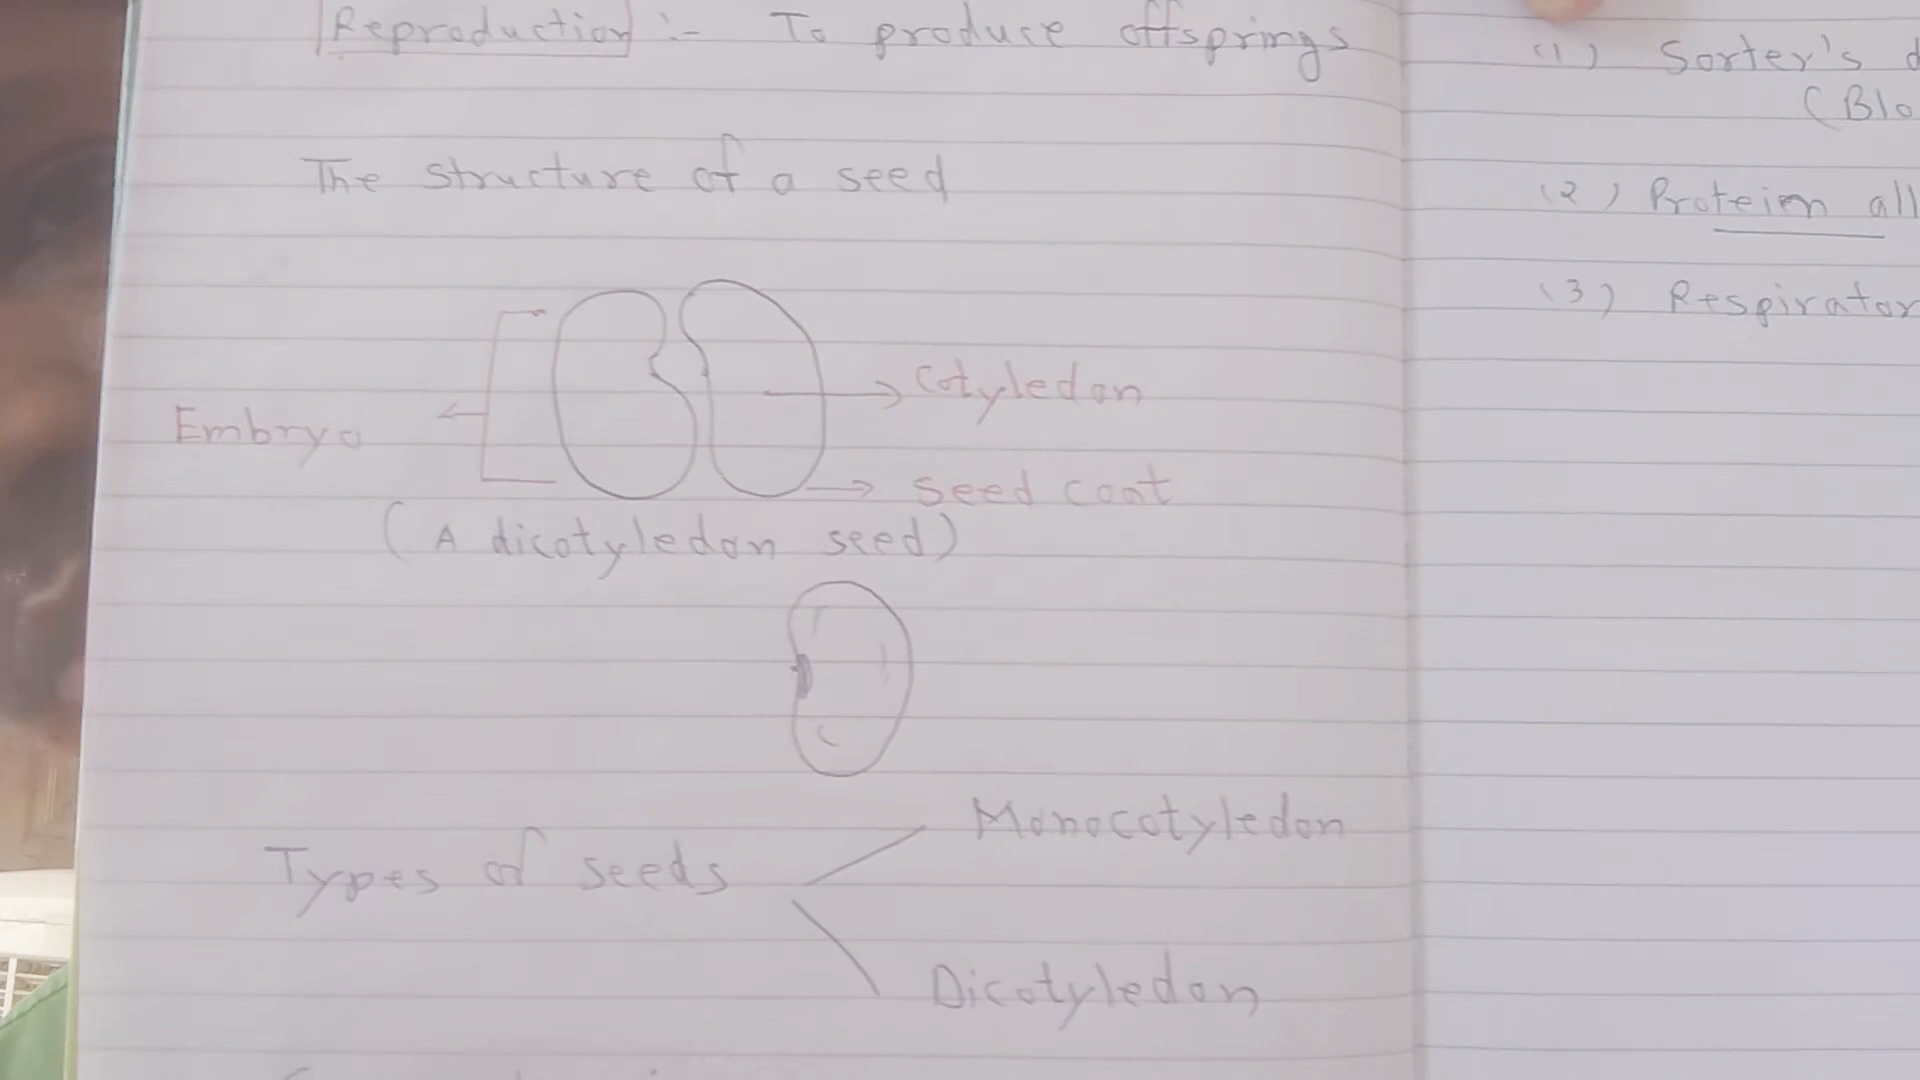 Reproduction :- To produce offsprings
The structure of a seed
Embryo
Cotyledon
seed coat
(A dicotyledon seed)
Types of seeds
Monocotyledon
Dicotyledon
(1) Sorter's d
(Blo
(2) Proteien all
(3) Respirator